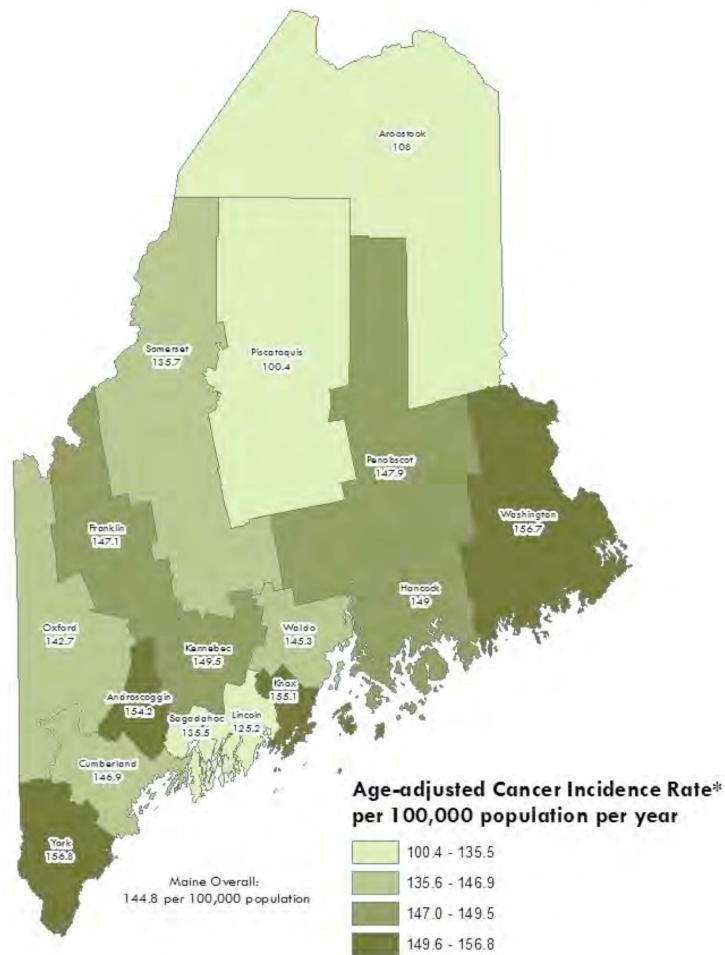 Aroostook
108
Somerset
135.7
Piscataquis
100.4
Penobscot
147.9
Washington
156.7
Franklin
147.1
Hancock
149
Oxford
142.7
Waldo
145.3
Kennebec
149.5
Knox
155.1
Androscoggin
154.2
Sagadahoc
135.5
Lincoln
125.2
Cumberland
146.9
York
156.8
Maine Overall:
144.8 per 100,000 population
Age-adjusted Cancer Incidence Rate*
per 100,000 population per year
100.4 - 135.5
135.6 - 146.9
147.0 - 149.5
149.6 - 156.8